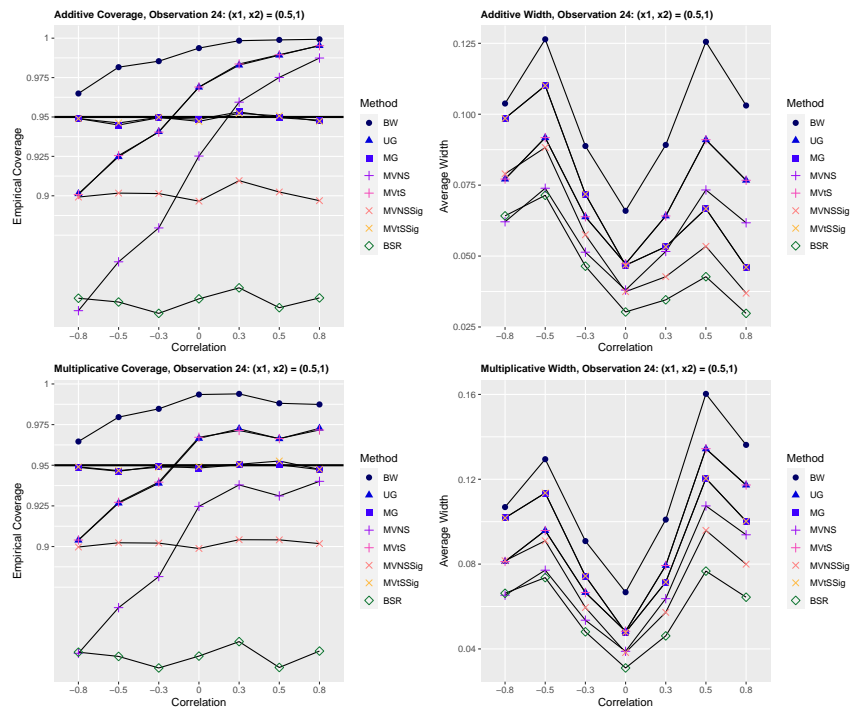 Additive Coverage, Observation 24: (x1, x2) = (0.5,1)
Empirical Coverage
1
0.975
0.95
0.925
0.9
−0.8 −0.5 −0.3 0 0.3 0.5 0.8
Correlation
Method
BW
UG
MG
MVNS
MVtS
MVNSSig
MVtSSig
BSR
Additive Width, Observation 24: (x1, x2) = (0.5,1)
Average Width
0.125
0.100
0.075
0.050
0.025
−0.8 −0.5 −0.3 0 0.3 0.5 0.8
Correlation
Method
BW
UG
MG
MVNS
MVtS
MVNSSig
MVtSSig
BSR
Multiplicative Coverage, Observation 24: (x1, x2) = (0.5,1)
Empirical Coverage
1
0.975
0.95
0.925
0.9
−0.8 −0.5 −0.3 0 0.3 0.5 0.8
Correlation
Method
BW
UG
MG
MVNS
MVtS
MVNSSig
MVtSSig
BSR
Multiplicative Width, Observation 24: (x1, x2) = (0.5,1)
Average Width
0.16
0.12
0.08
0.04
−0.8 −0.5 −0.3 0 0.3 0.5 0.8
Correlation
Method
BW
UG
MG
MVNS
MVtS
MVNSSig
MVtSSig
BSR